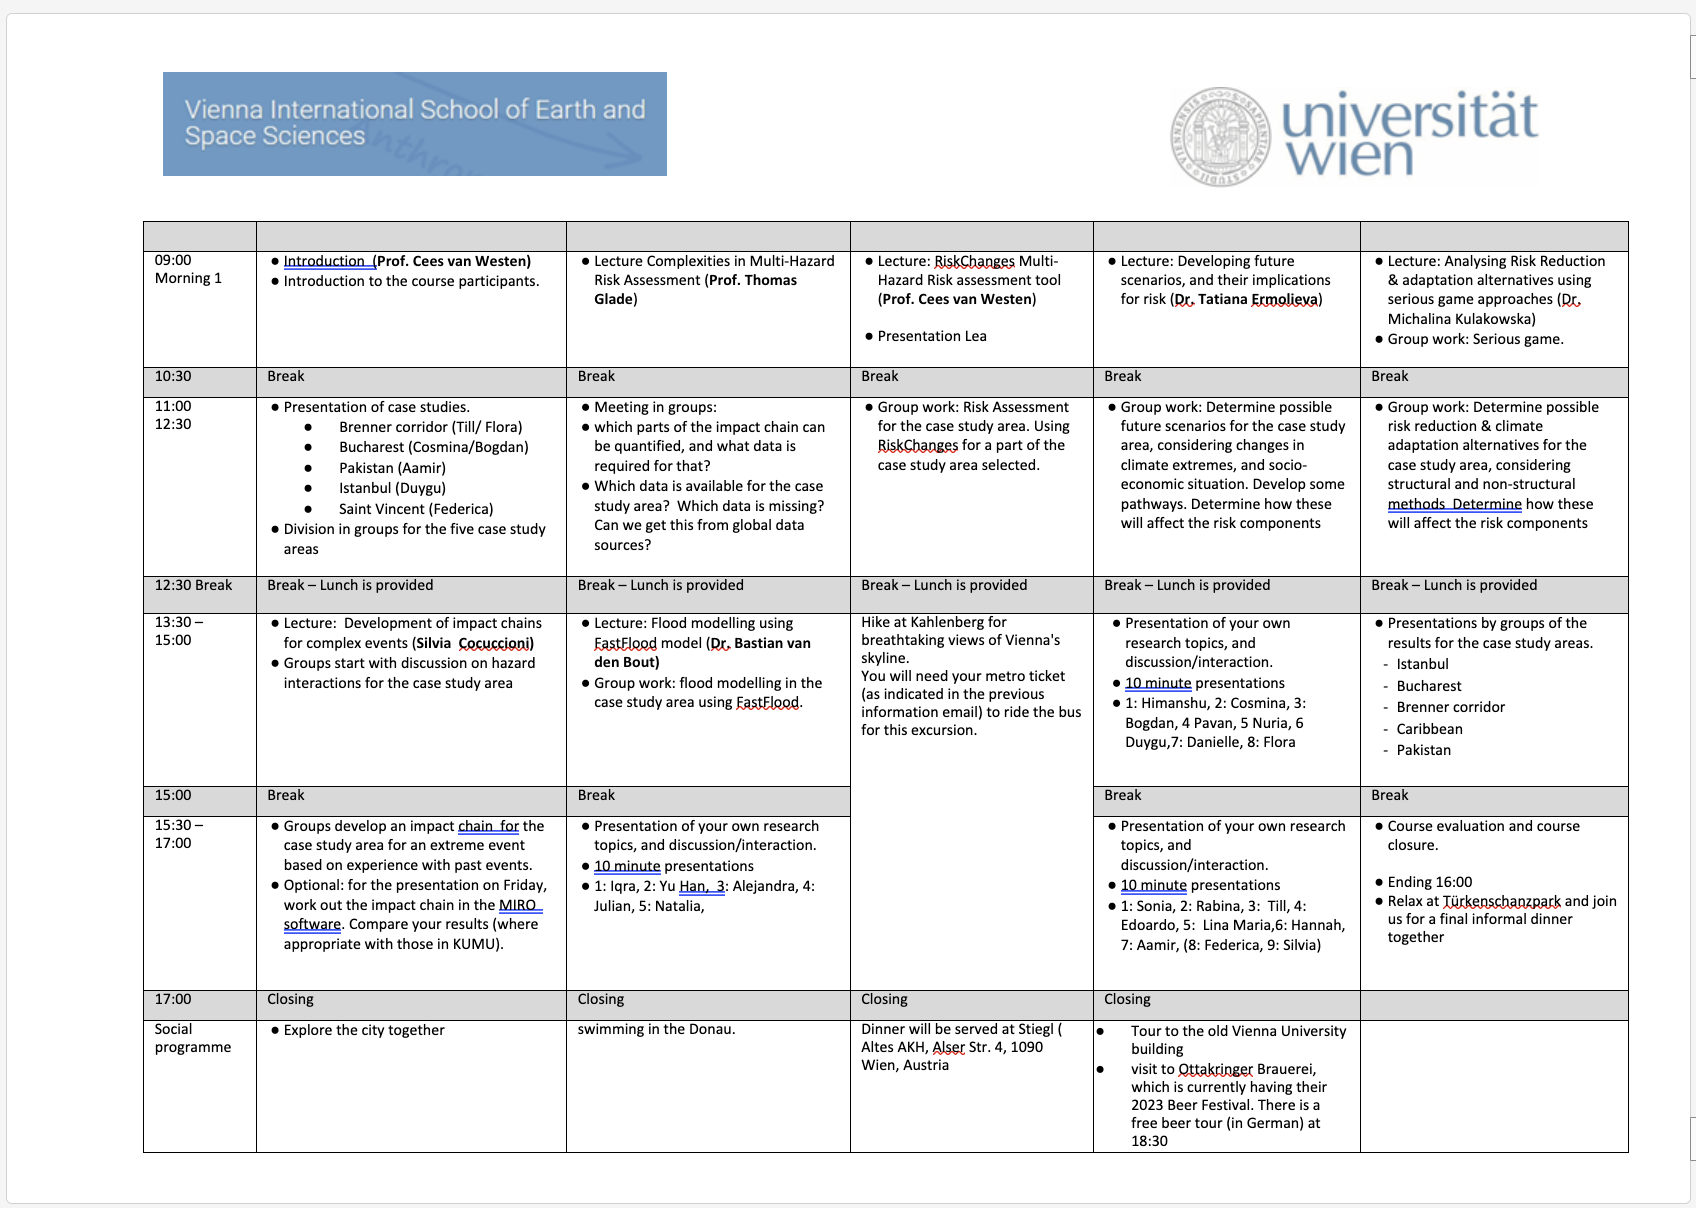 Vienna International School of Earth and
Space Sciences
Anthro
universität
wien
09:00
Morning 1
● Introduction  (Prof. Cees van Westen)
● Introduction to the course participants.
● Lecture Complexities in Multi-Hazard
Risk Assessment (Prof. Thomas
Glade)
● Lecture: RiskChanges Multi-
Hazard Risk assessment tool
(Prof. Cees van Westen)
● Presentation Lea
● Lecture: Developing future
scenarios, and their implications
for risk (Dr. Tatiana Ermolieva)
● Lecture: Analysing Risk Reduction
& adaptation alternatives using
serious game approaches (Dr.
Michalina Kulakowska)
● Group work: Serious game.
10:30
Break
Break
Break
Break
Break
11:00
12:30
● Presentation of case studies.
● Brenner corridor (Till/ Flora)
● Bucharest (Cosmina/Bogdan)
● Pakistan (Aamir)
● Istanbul (Duygu)
● Saint Vincent (Federica)
● Division in groups for the five case study
areas
● Meeting in groups:
● which parts of the impact chain can
be quantified, and what data is
required for that?
● Which data is available for the case
study area?  Which data is missing?
Can we get this from global data
sources?
● Group work: Risk Assessment
for the case study area. Using
RiskChanges for a part of the
case study area selected.
● Group work: Determine possible
future scenarios for the case study
area, considering changes in
climate extremes, and socio-
economic situation. Develop some
pathways. Determine how these
will affect the risk components
● Group work: Determine possible
risk reduction & climate
adaptation alternatives for the
case study area, considering
structural and non-structural
methods  Determine how these
will affect the risk components
12:30 Break
Break – Lunch is provided
Break – Lunch is provided
Break – Lunch is provided
Break – Lunch is provided
Break – Lunch is provided
13:30 –
15:00
● Lecture:  Development of impact chains
for complex events (Silvia  Cocuccioni)
● Groups start with discussion on hazard
interactions for the case study area
● Lecture: Flood modelling using
FastFlood model (Dr. Bastian van
den Bout)
● Group work: flood modelling in the
case study area using FastFlood.
Hike at Kahlenberg for
breathtaking views of Vienna's
skyline.
You will need your metro ticket
(as indicated in the previous
information email) to ride the bus
for this excursion.
● Presentation of your own
research topics, and
discussion/interaction.
● 10 minute presentations
● 1: Himanshu, 2: Cosmina, 3:
Bogdan, 4 Pavan, 5 Nuria, 6
Duygu,7: Danielle, 8: Flora
● Presentations by groups of the
results for the case study areas.
- Istanbul
- Bucharest
- Brenner corridor
- Caribbean
- Pakistan
15:00
Break
Break
Break
Break
15:30 –
17:00
● Groups develop an impact chain  for the
case study area for an extreme event
based on experience with past events.
● Optional: for the presentation on Friday,
work out the impact chain in the MIRO
software. Compare your results (where
appropriate with those in KUMU).
● Presentation of your own research
topics, and discussion/interaction.
● 10 minute presentations
● 1: Iqra, 2: Yu Han,  3: Alejandra, 4:
Julian, 5: Natalia,
● Presentation of your own research
topics, and
discussion/interaction.
● 10 minute presentations
● 1: Sonia, 2: Rabina, 3:  Till, 4:
Edoardo, 5:  Lina Maria,6: Hannah,
7: Aamir, (8: Federica, 9: Silvia)
● Course evaluation and course
closure.
● Ending 16:00
● Relax at Türkenschanzpark and join
us for a final informal dinner
together
17:00
Closing
Closing
Closing
Closing
Social
programme
● Explore the city together
swimming in the Donau.
Dinner will be served at Stiegl (
Altes AKH, Alser Str. 4, 1090
Wien, Austria
● Tour to the old Vienna University
building
● visit to Ottakringer Brauerei,
which is currently having their
2023 Beer Festival. There is a
free beer tour (in German) at
18:30